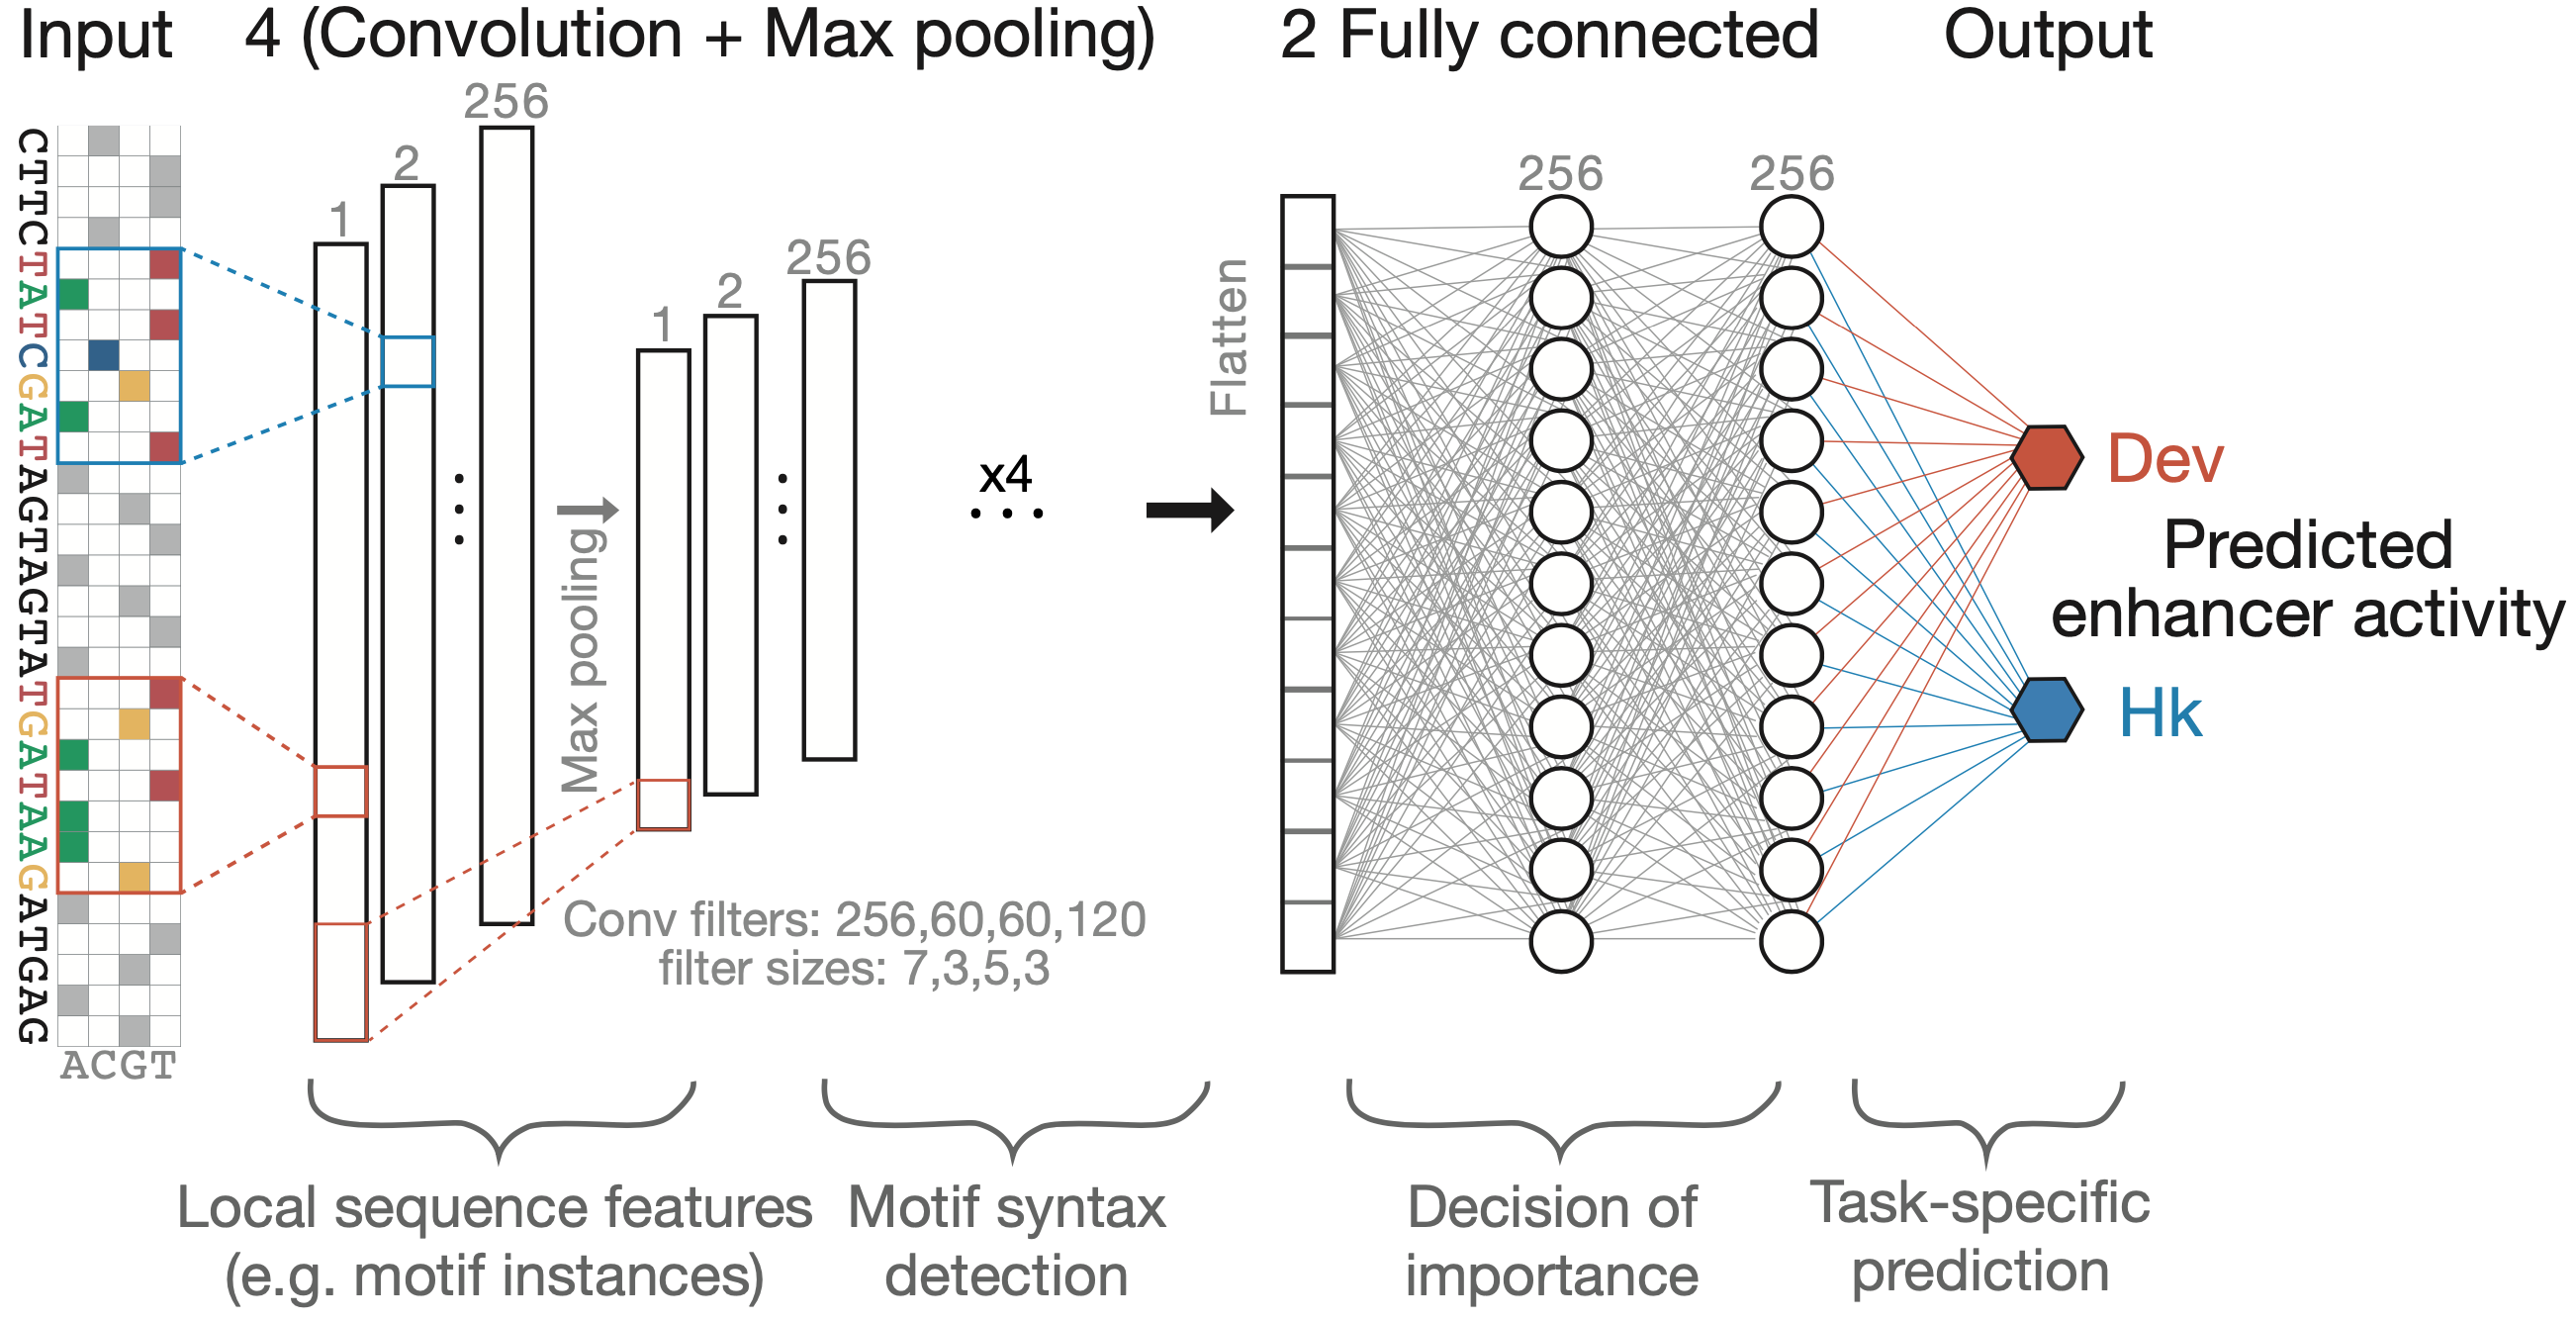 Input
4 (Convolution + Max pooling)
2 Fully connected
Output
CTTCTATCGATAGTAGTATGATAAGATGAG
ACGT
1
2
256
Max pooling
1
2
256
x4
Conv filters: 256,60,60,120
filter sizes: 7,3,5,3
Flatten
256
256
Dev
Predicted
enhancer activity
Hk
Local sequence features
(e.g. motif instances)
Motif syntax
detection
Decision of
importance
Task-specific
prediction